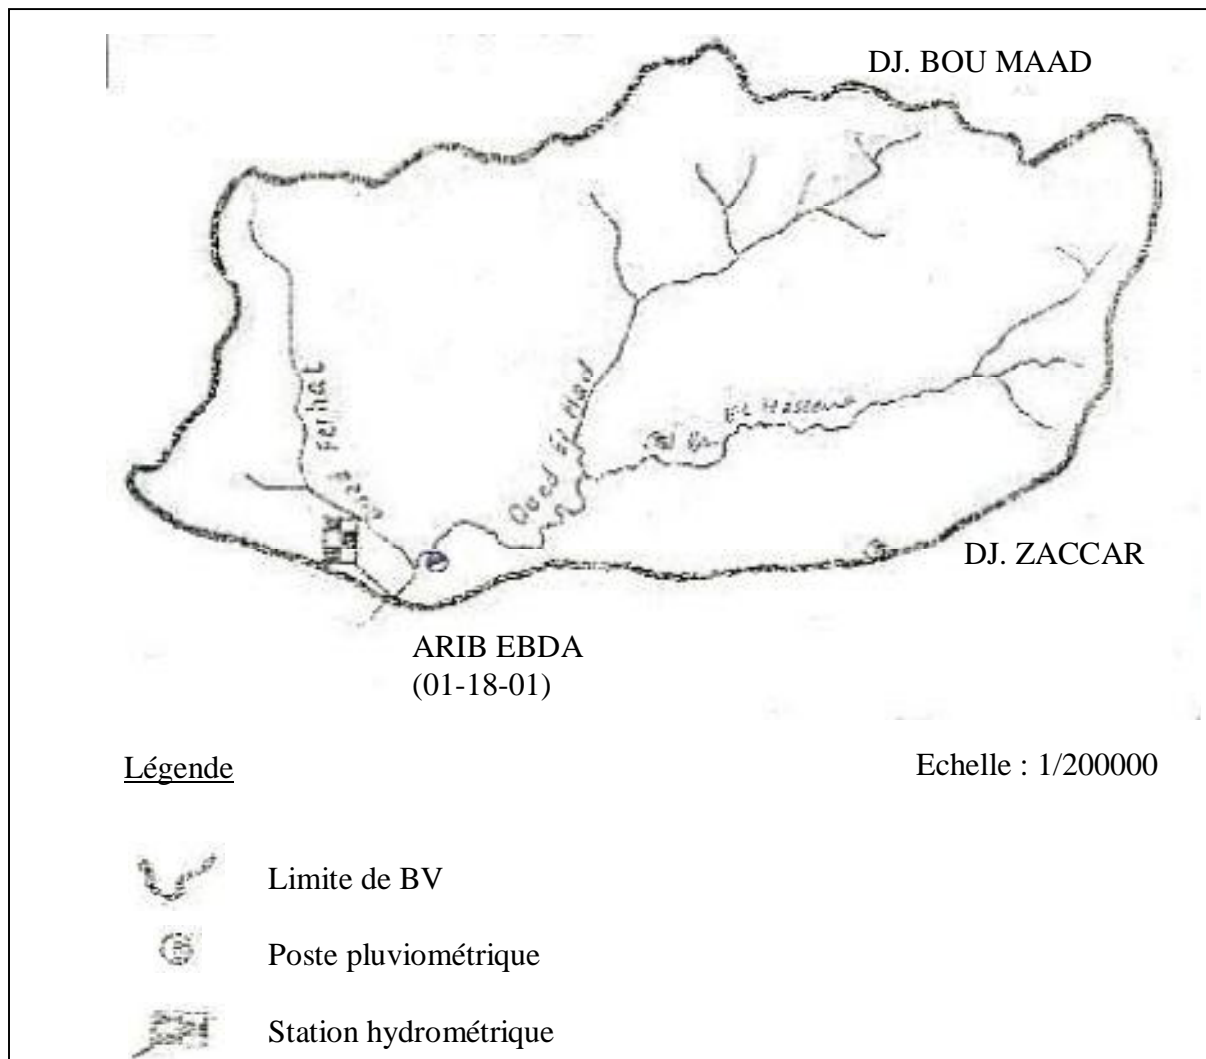 DJ. BOU MAAD
Ferhat
Oued El Had
El Hassene
DJ. ZACCAR
ARIB EBDA
(01-18-01)
Légende
Echelle : 1/200000
Limite de BV
Poste pluviométrique
Station hydrométrique